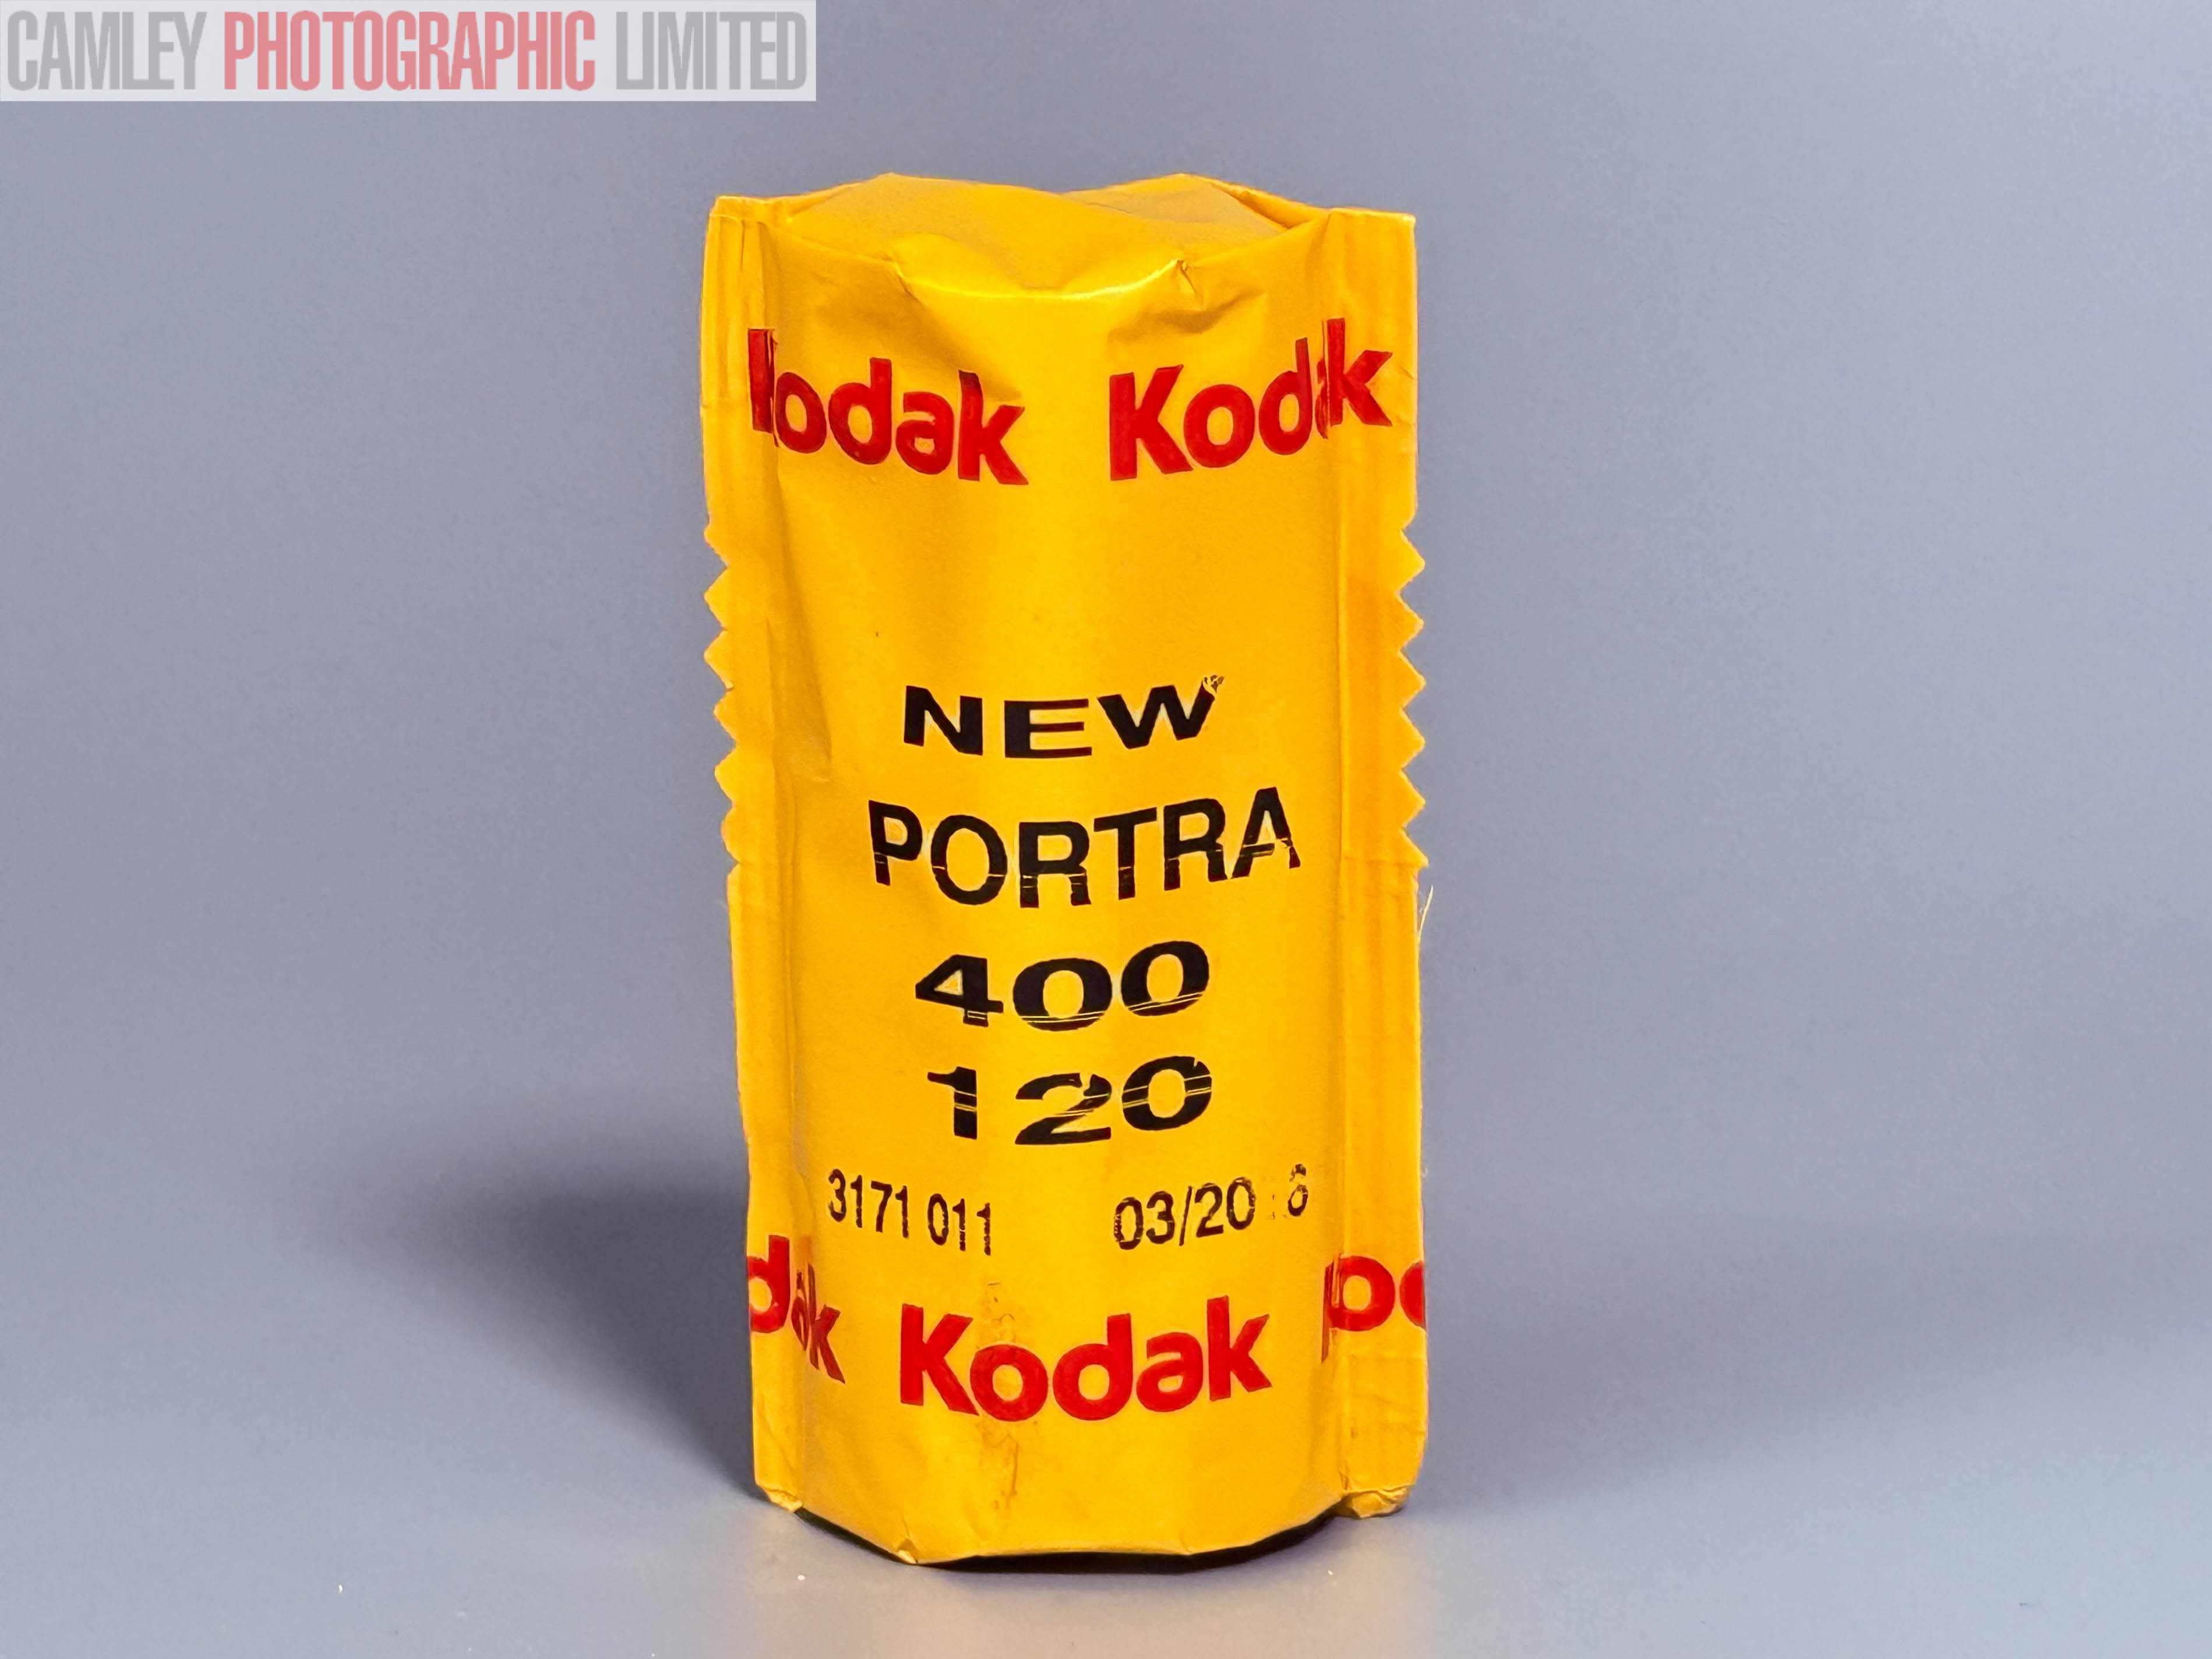 CAMLEY PHOTOGRAPHIC LIMITED
Kodak Kodak
NEW
PORTRA
400
120
3171 011
Kodak